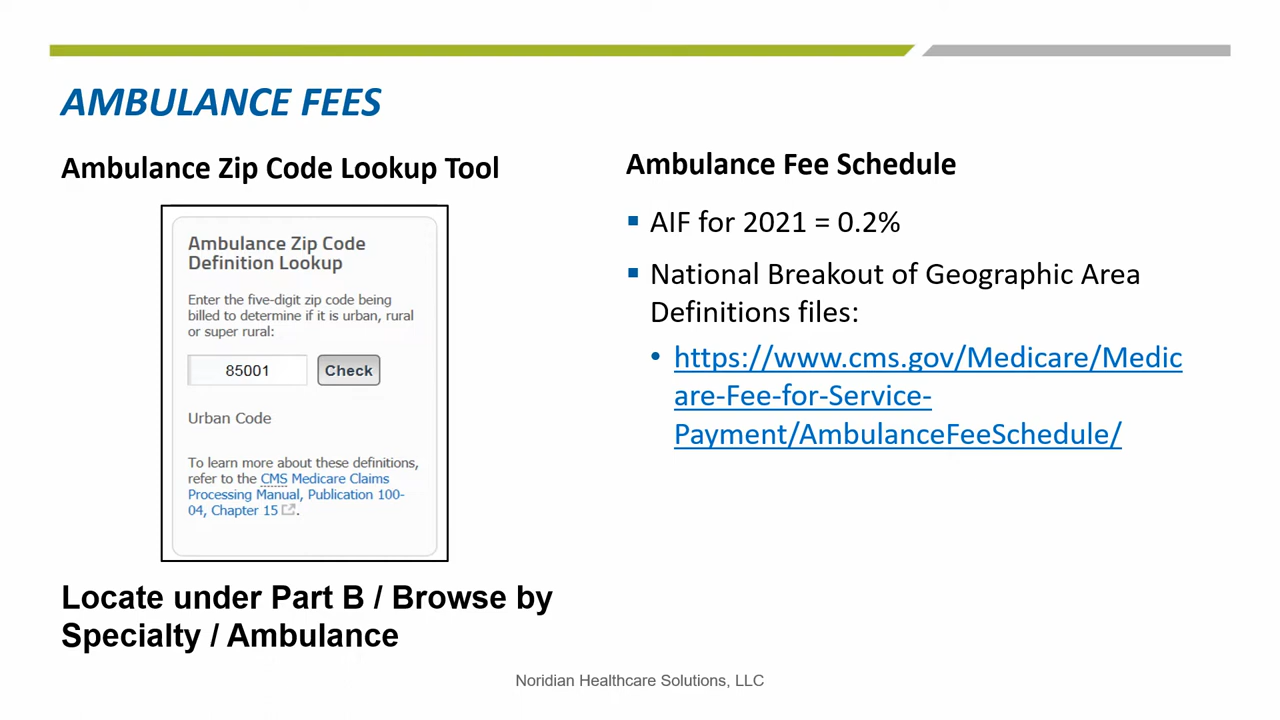 AMBULANCE FEES
Ambulance Zip Code Lookup Tool
Ambulance Zip Code
Definition Lookup
Enter the five-digit zip code being
billed to determine if it is urban, rural
or super rural:
85001 Check
Urban Code
To learn more about these definitions,
refer to the CMS Medicare Claims
Processing Manual, Publication 100-
04, Chapter 15.
Locate under Part B / Browse by
Specialty / Ambulance
Ambulance Fee Schedule
▪ AIF for 2021 = 0.2%
▪ National Breakout of Geographic Area
Definitions files:
• https://www.cms.gov/Medicare/Medic
are-Fee-for-Service-
Payment/AmbulanceFeeSchedule/
Noridian Healthcare Solutions, LLC